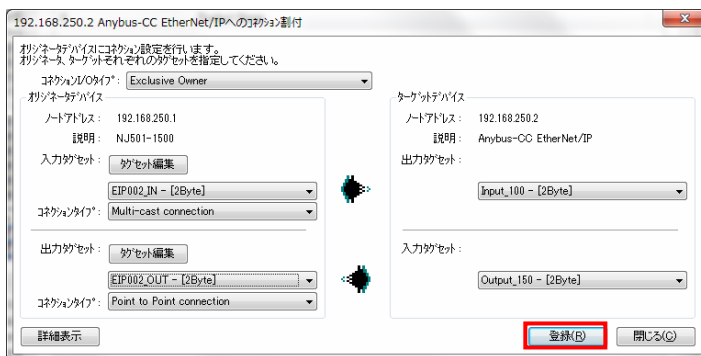 192.168.250.2 Anybus-CC EtherNet/IPへのコネクション割付
オリジネータデバイスにコネクション設定を行います。
オリジネータ、ターゲットそれぞれのタグセットを指定してください。
コネクションI/Oタイプ: Exclusive Owner
オリジネータデバイス
ノードアドレス: 192.168.250.1
説明: NJ501-1500
入力タグセット: タグセット編集
EIP002_IN - [2Byte]
コネクションタイプ: Multi-cast connection
出力タグセット: タグセット編集
EIP002_OUT - [2Byte]
コネクションタイプ: Point to Point connection
ターゲットデバイス
ノードアドレス: 192.168.250.2
説明: Anybus-CC EtherNet/IP
出力タグセット:
Input_100 - [2Byte]
入力タグセット:
Output_150 - [2Byte]
詳細表示 登録(R) 閉じる(C)